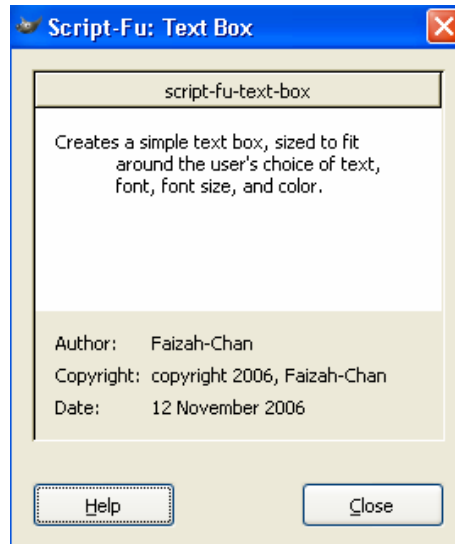 Script-Fu: Text Box
script-fu-text-box
Creates a simple text box, sized to fit
around the user's choice of text,
font, font size, and color.
Author: Faizah-Chan
Copyright: copyright 2006, Faizah-Chan
Date: 12 November 2006
Help Close